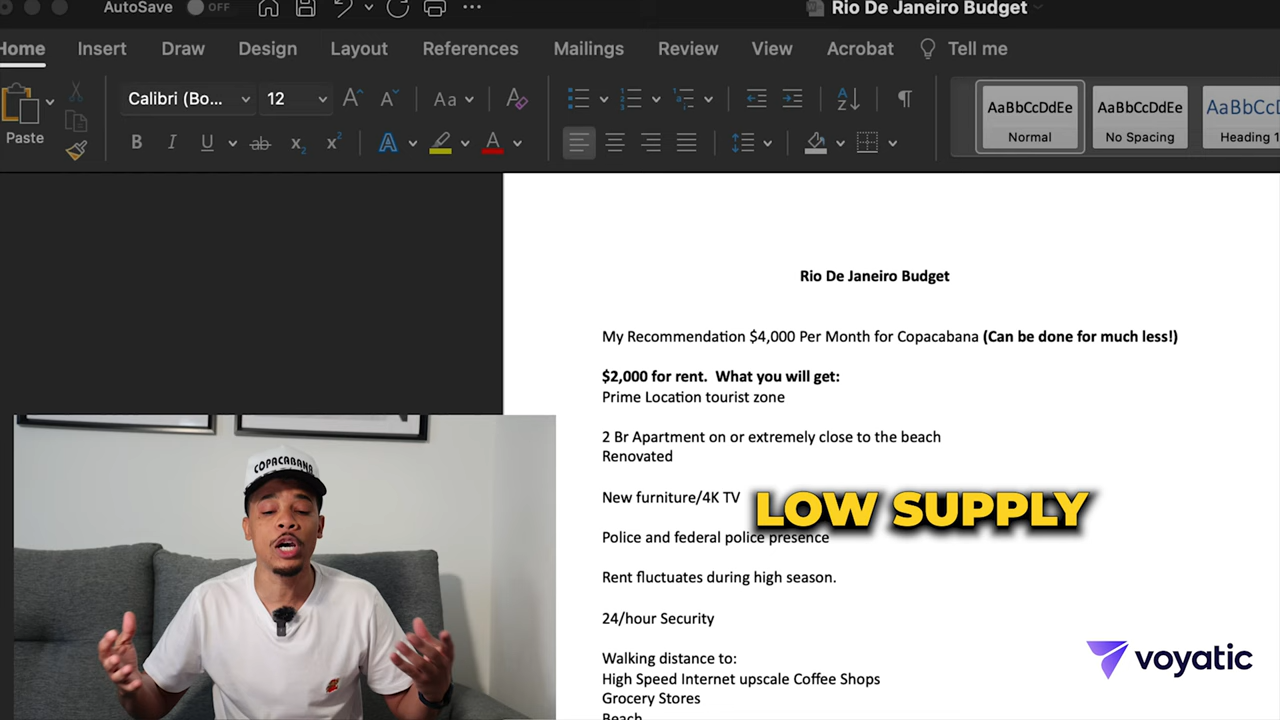 AutoSave OFF
Rio De Janeiro Budget
Home Insert Draw Design Layout References Mailings Review View Acrobat Tell me
Paste
Calibri (Bo... 12
Aa
AaBbCcDdEe AaBbCcDdEe AaBbCcD
Normal No Spacing Heading 1
Rio De Janeiro Budget
My Recommendation $4,000 Per Month for Copacabana (Can be done for much less!)
$2,000 for rent. What you will get:
Prime Location tourist zone
2 Br Apartment on or extremely close to the beach
Renovated
New furniture/4K TV
LOW SUPPLY
Police and federal police presence
Rent fluctuates during high season.
24/hour Security
Walking distance to:
High Speed Internet upscale Coffee Shops
Grocery Stores
Beach
COPACABANA
voyatic